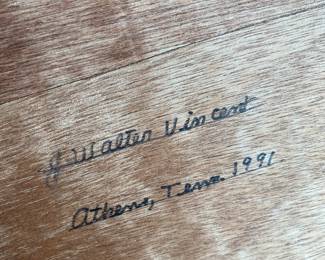 J Walter Vincent
Athens, Tenn. 1991